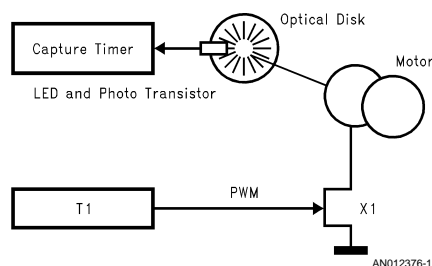 Optical Disk
Capture Timer
Motor
LED and Photo Transistor
PWM
T1
X1
AN012376-1